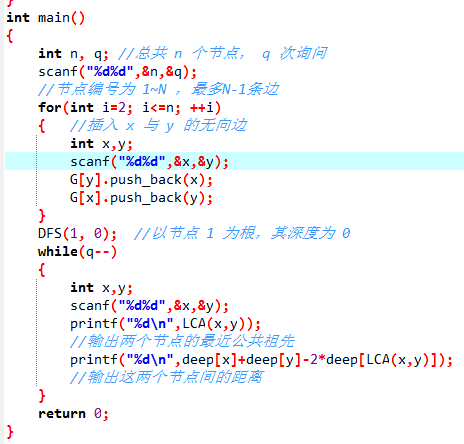 }
int main()
{
    int n, q; //总共 n 个节点, q 次询问
    scanf("%d%d",&n,&q);
    //节点编号为 1~N , 最多N-1条边
    for(int i=2; i<=n; ++i)
    {   //插入 x 与 y 的无向边
        int x,y;
        scanf("%d%d",&x,&y);
        G[y].push_back(x);
        G[x].push_back(y);
    }
    DFS(1, 0);  //以节点 1 为根，其深度为 0
    while(q--)
    {
        int x,y;
        scanf("%d%d",&x,&y);
        printf("%d\n",LCA(x,y));
        //输出两个节点的最近公共祖先
        printf("%d\n",deep[x]+deep[y]-2*deep[LCA(x,y)]);
        //输出这两个节点间的距离
    }
    return 0;
}